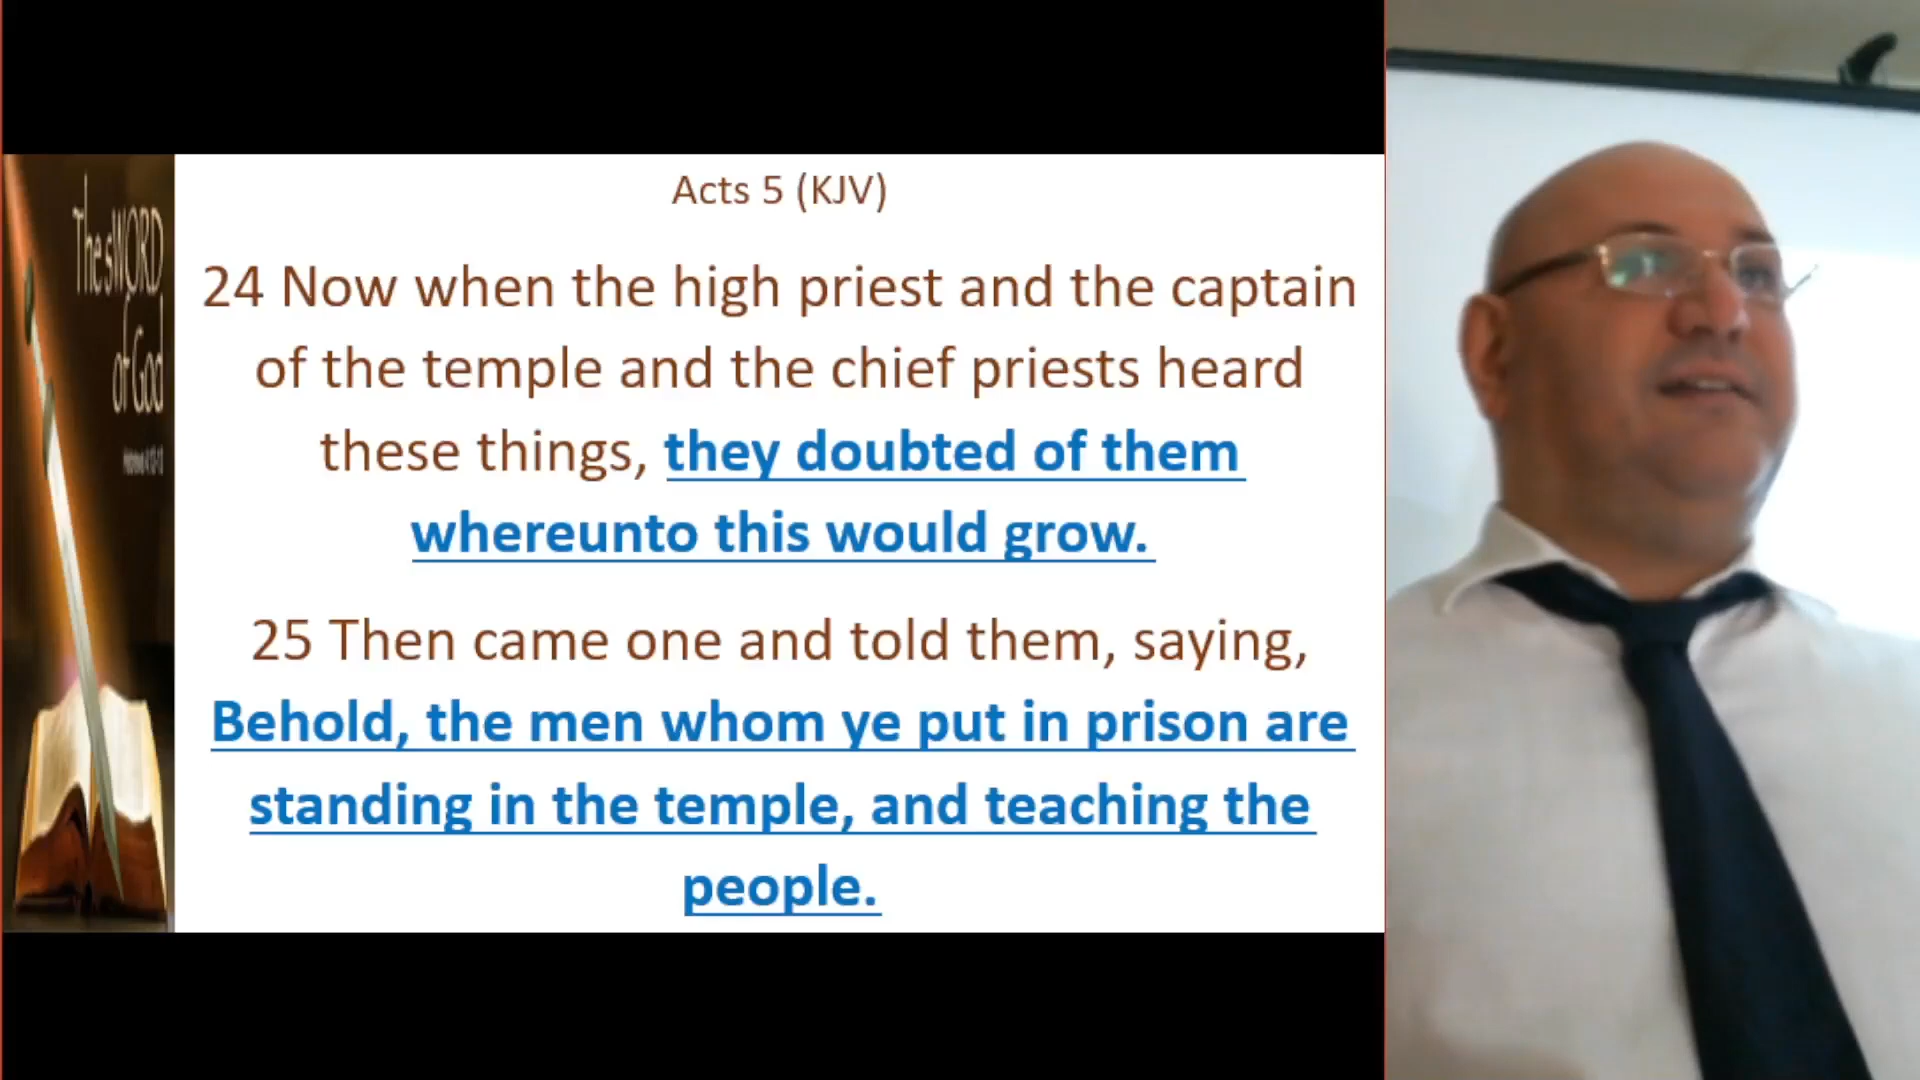 The sWORD
of God
Acts 5 (KJV)
24 Now when the high priest and the captain
of the temple and the chief priests heard
these things, they doubted of them
whereunto this would grow.
25 Then came one and told them, saying,
Behold, the men whom ye put in prison are
standing in the temple, and teaching the
people.